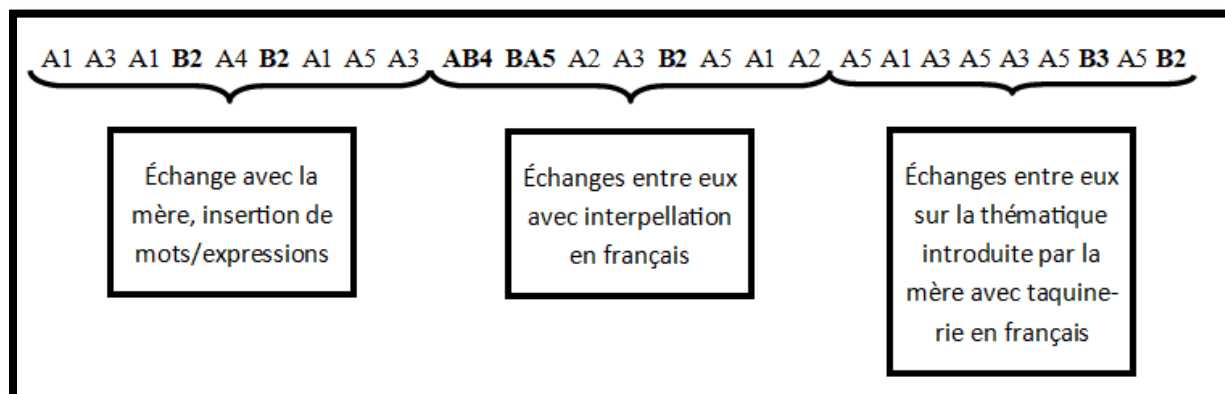 A1 A3 A1 B2 A4 B2 A1 A5 A3 AB4 BA5 A2 A3 B2 A5 A1 A2 A5 A1 A3 A5 A3 A5 B3 A5 B2
Échange avec la
mère, insertion de
mots/expressions
Échanges entre eux
avec interpellation
en français
Échanges entre eux
sur la thématique
introduite par la
mère avec taquine-
rie en français